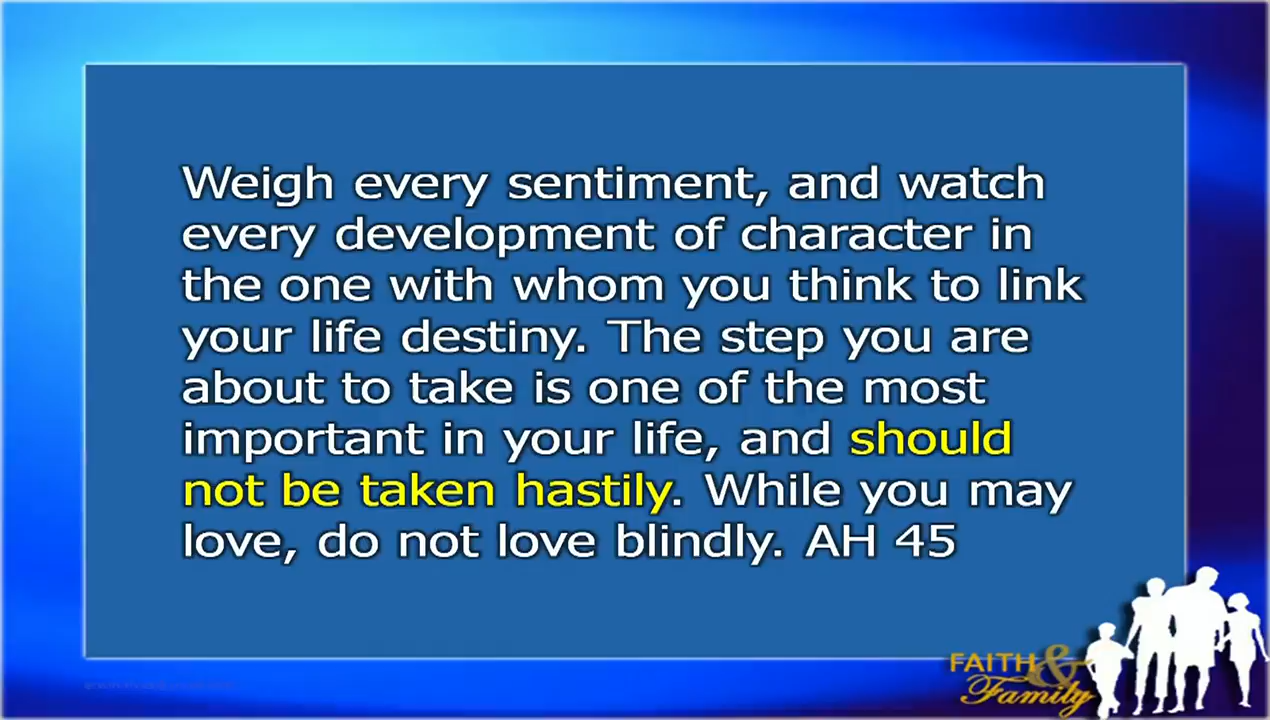 Weigh every sentiment, and watch
every development of character in
the one with whom you think to link
your life destiny. The step you are
about to take is one of the most
important in your life, and should
not be taken hastily. While you may
love, do not love blindly. AH 45
FAITH &
Family